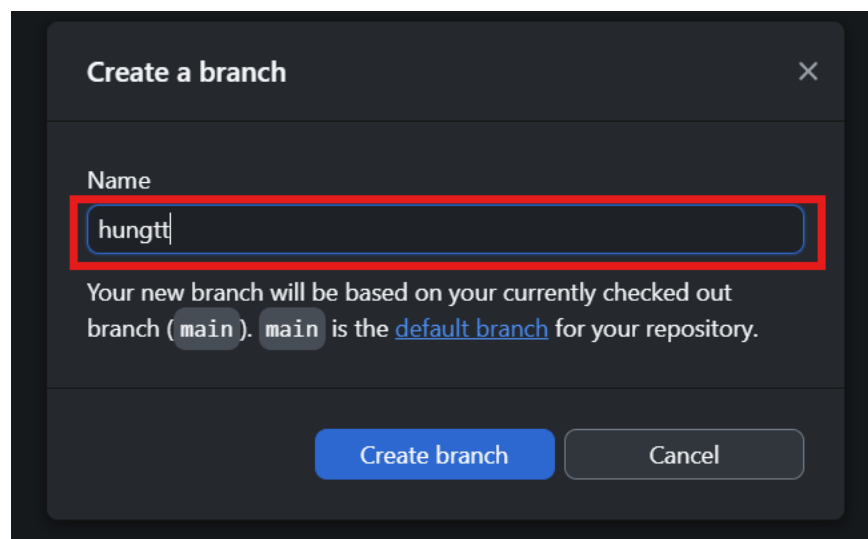 Create a branch
Name
hungtt
Your new branch will be based on your currently checked out
branch (main). main is the default branch for your repository.
Create branch
Cancel